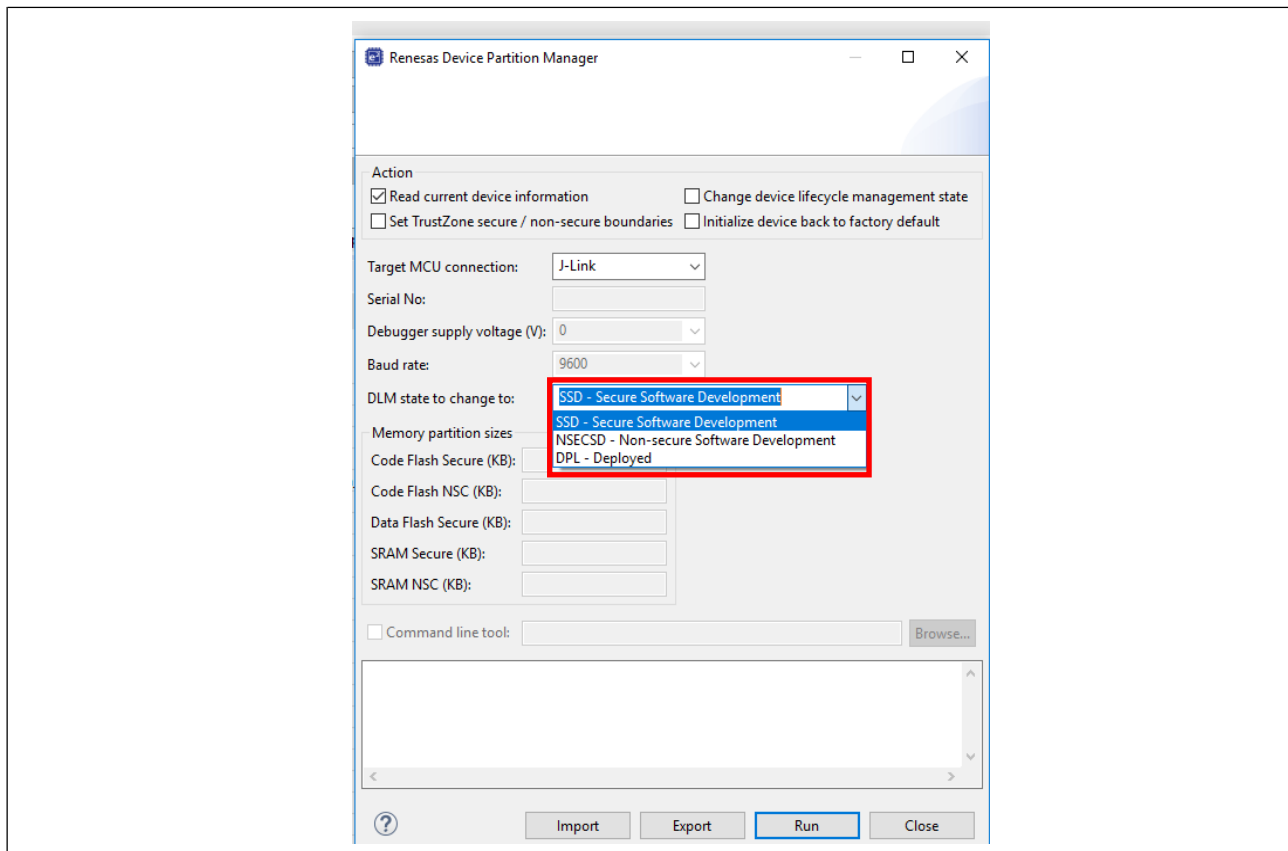 Renesas Device Partition Manager
Action
Read current device information
Change device lifecycle management state
Set TrustZone secure / non-secure boundaries
Initialize device back to factory default
Target MCU connection: J-Link
Serial No:
Debugger supply voltage (V): 0
Baud rate: 9600
DLM state to change to: SSD - Secure Software Development
SSD - Secure Software Development
NSECSD - Non-secure Software Development
DPL - Deployed
Memory partition sizes
Code Flash Secure (KB):
Code Flash NSC (KB):
Data Flash Secure (KB):
SRAM Secure (KB):
SRAM NSC (KB):
Command line tool: Browse...
? Import Export Run Close